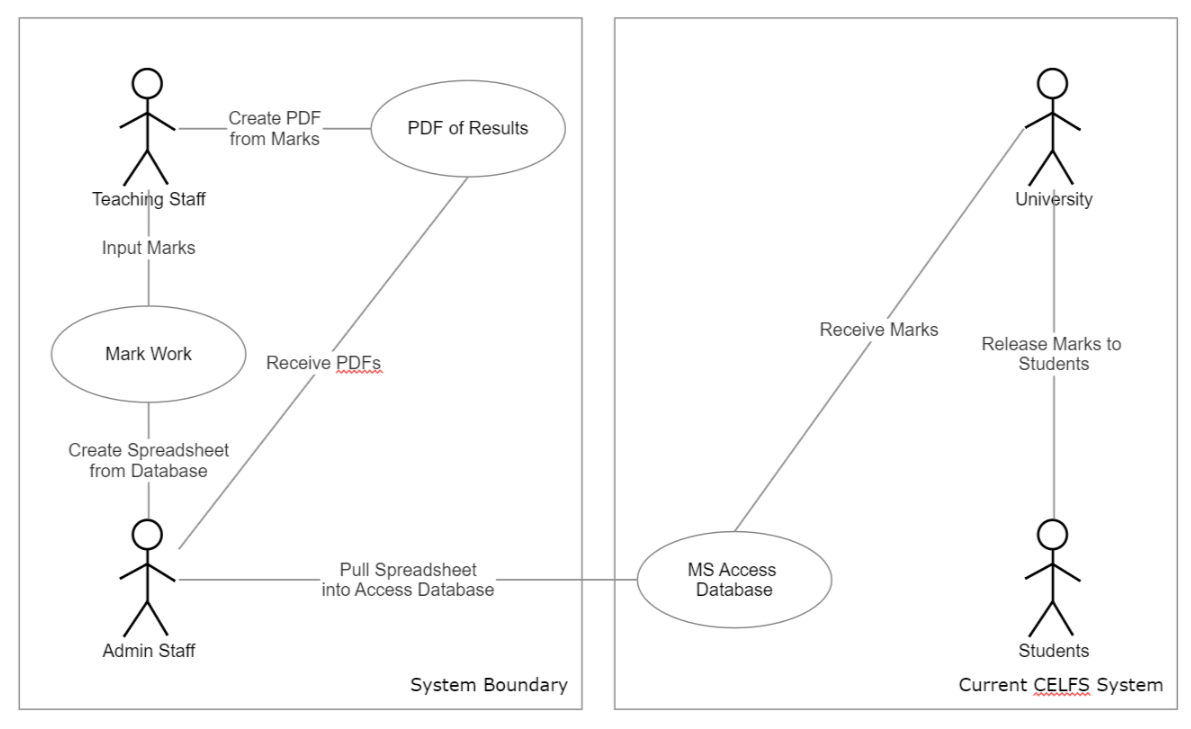 Create PDF
from Marks
PDF of Results
Teaching Staff
Input Marks
Mark Work
Receive PDFs
Create Spreadsheet
from Database
Pull Spreadsheet
into Access Database
Admin Staff
System Boundary
University
Receive Marks
Release Marks to
Students
MS Access
Database
Students
Current CELFS System